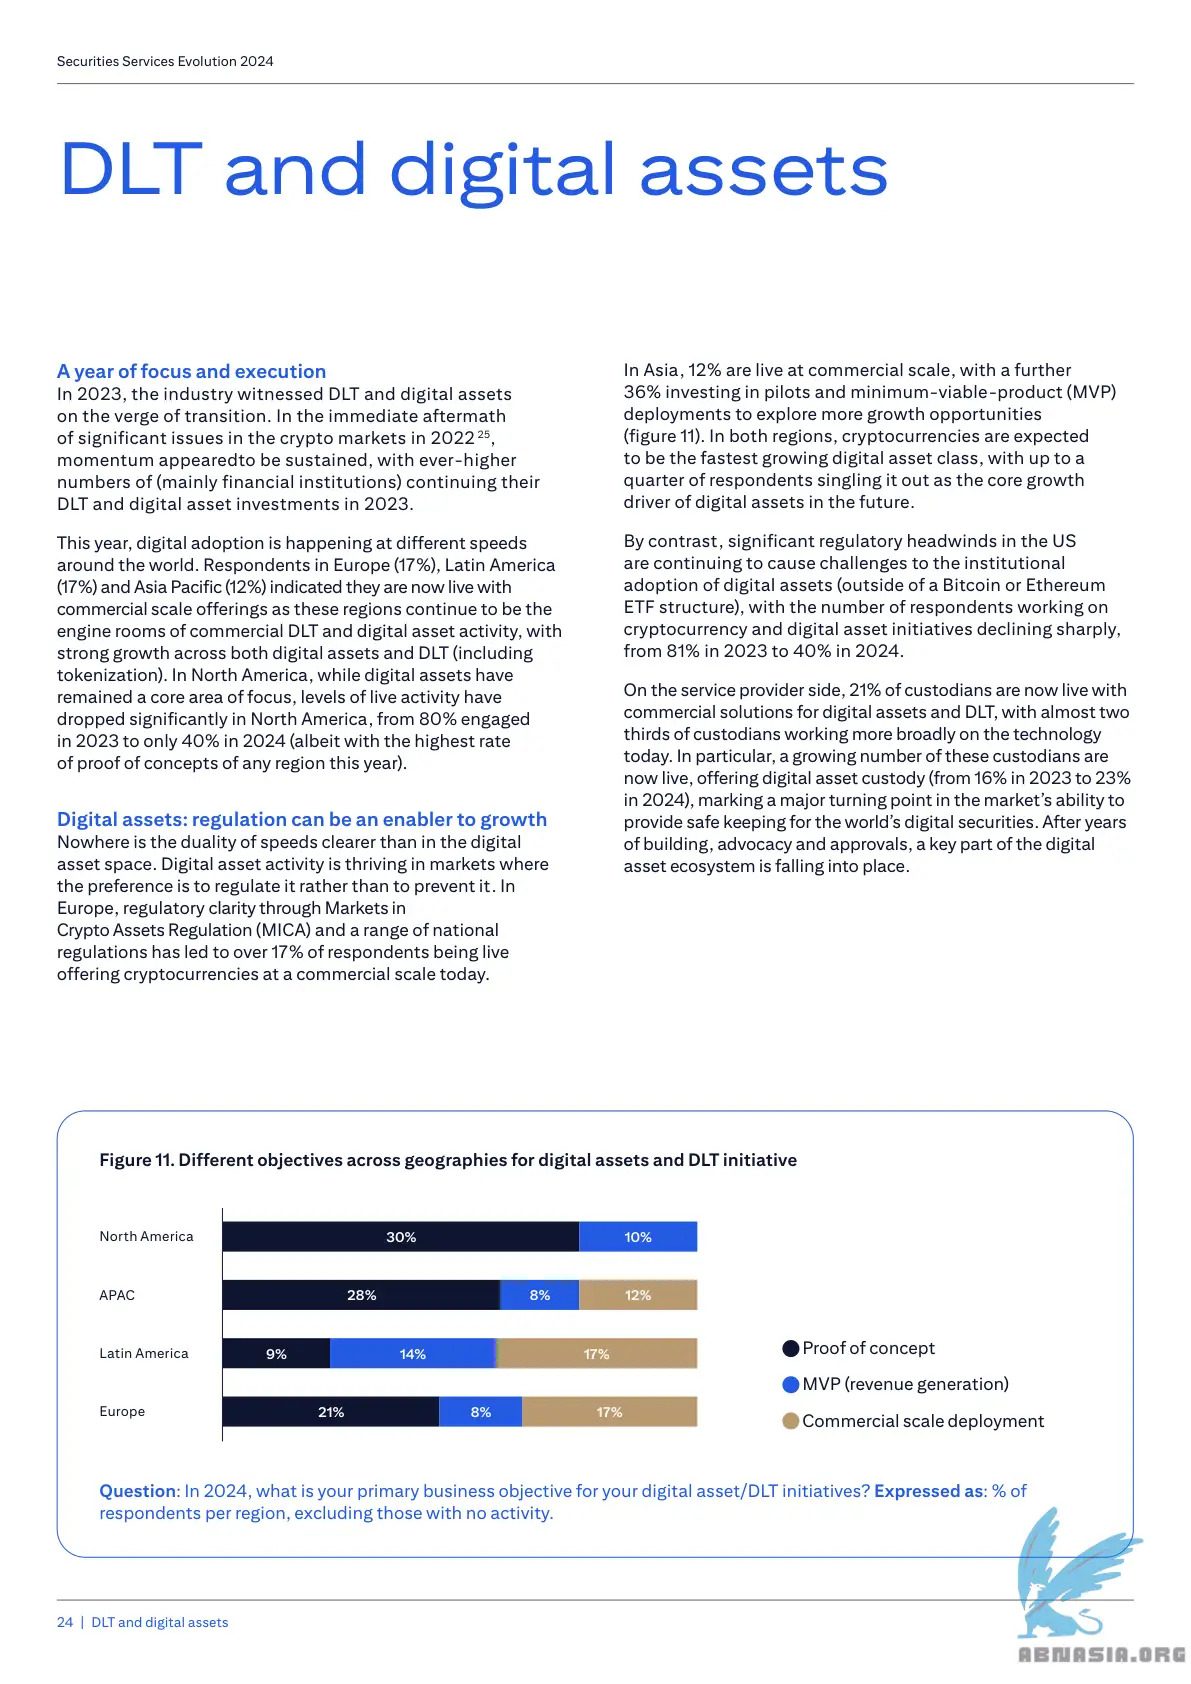 Securities Services Evolution 2024
DLT and digital assets
A year of focus and execution
In 2023, the industry witnessed DLT and digital assets
on the verge of transition. In the immediate aftermath
of significant issues in the crypto markets in 2022 25,
momentum appearedto be sustained, with ever-higher
numbers of (mainly financial institutions) continuing their
DLT and digital asset investments in 2023.
This year, digital adoption is happening at different speeds
around the world. Respondents in Europe (17%), Latin America
(17%) and Asia Pacific (12%) indicated they are now live with
commercial scale offerings as these regions continue to be the
engine rooms of commercial DLT and digital asset activity, with
strong growth across both digital assets and DLT (including
tokenization). In North America, while digital assets have
remained a core area of focus, levels of live activity have
dropped significantly in North America, from 80% engaged
in 2023 to only 40% in 2024 (albeit with the highest rate
of proof of concepts of any region this year).
Digital assets: regulation can be an enabler to growth
Nowhere is the duality of speeds clearer than in the digital
asset space. Digital asset activity is thriving in markets where
the preference is to regulate it rather than to prevent it. In
Europe, regulatory clarity through Markets in
Crypto Assets Regulation (MICA) and a range of national
regulations has led to over 17% of respondents being live
offering cryptocurrencies at a commercial scale today.
In Asia, 12% are live at commercial scale, with a further
36% investing in pilots and minimum-viable-product (MVP)
deployments to explore more growth opportunities
(figure 11). In both regions, cryptocurrencies are expected
to be the fastest growing digital asset class, with up to a
quarter of respondents singling it out as the core growth
driver of digital assets in the future.
By contrast, significant regulatory headwinds in the US
are continuing to cause challenges to the institutional
adoption of digital assets (outside of a Bitcoin or Ethereum
ETF structure), with the number of respondents working on
cryptocurrency and digital asset initiatives declining sharply,
from 81% in 2023 to 40% in 2024.
On the service provider side, 21% of custodians are now live with
commercial solutions for digital assets and DLT, with almost two
thirds of custodians working more broadly on the technology
today. In particular, a growing number of these custodians are
now live, offering digital asset custody (from 16% in 2023 to 23%
in 2024), marking a major turning point in the market's ability to
provide safe keeping for the world's digital securities. After years
of building, advocacy and approvals, a key part of the digital
asset ecosystem is falling into place.
Figure 11. Different objectives across geographies for digital assets and DLT initiative
North America 30% 10%
APAC 28% 8% 12%
Latin America 9% 14% 17%
Europe 21% 8% 17%
Proof of concept
MVP (revenue generation)
Commercial scale deployment
Question: In 2024, what is your primary business objective for your digital asset/DLT initiatives? Expressed as: % of
respondents per region, excluding those with no activity.
24 | DLT and digital assets
ABNASIA.ORG